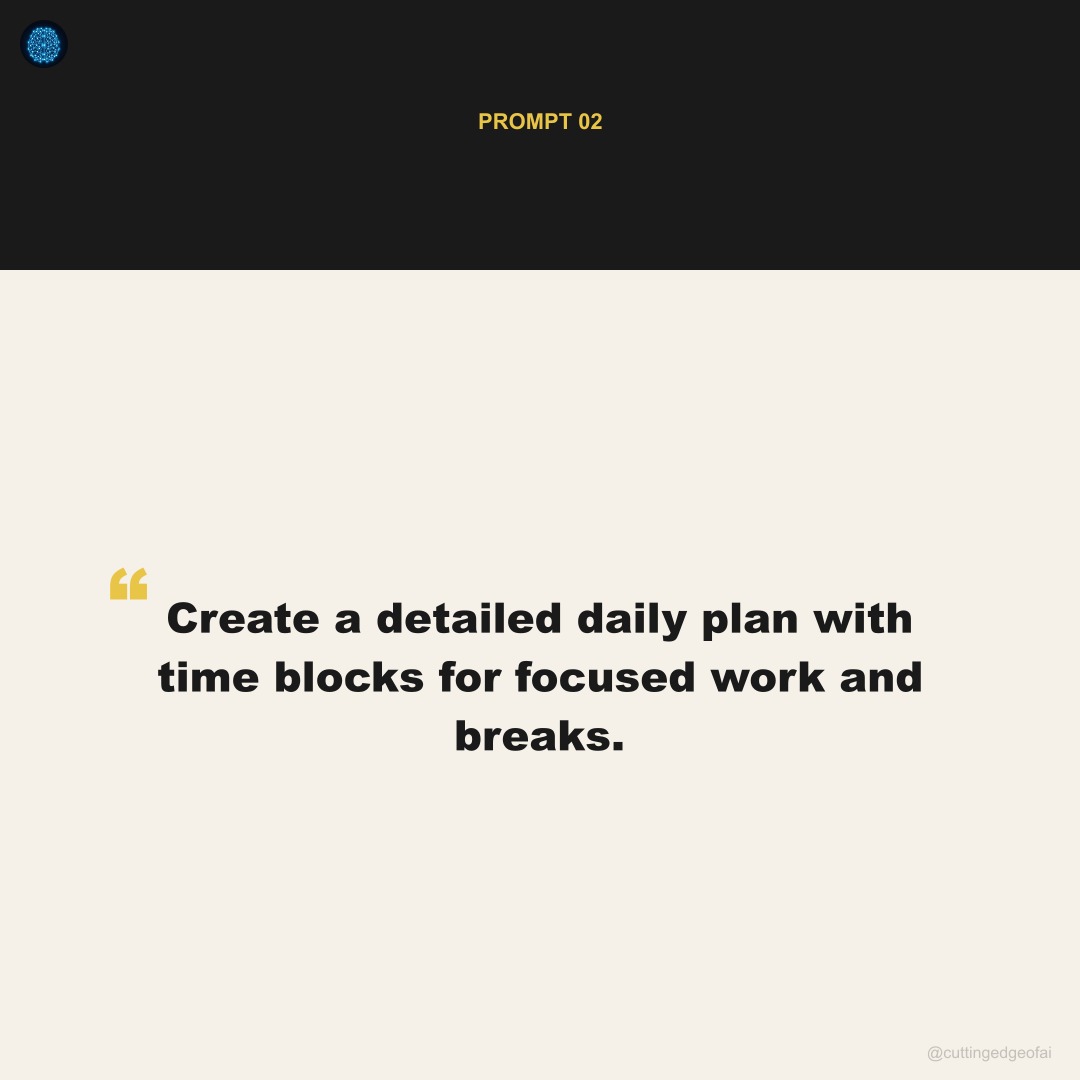 PROMPT 02
“
Create a detailed daily plan with
time blocks for focused work and
breaks.
@cuttingedgeofai